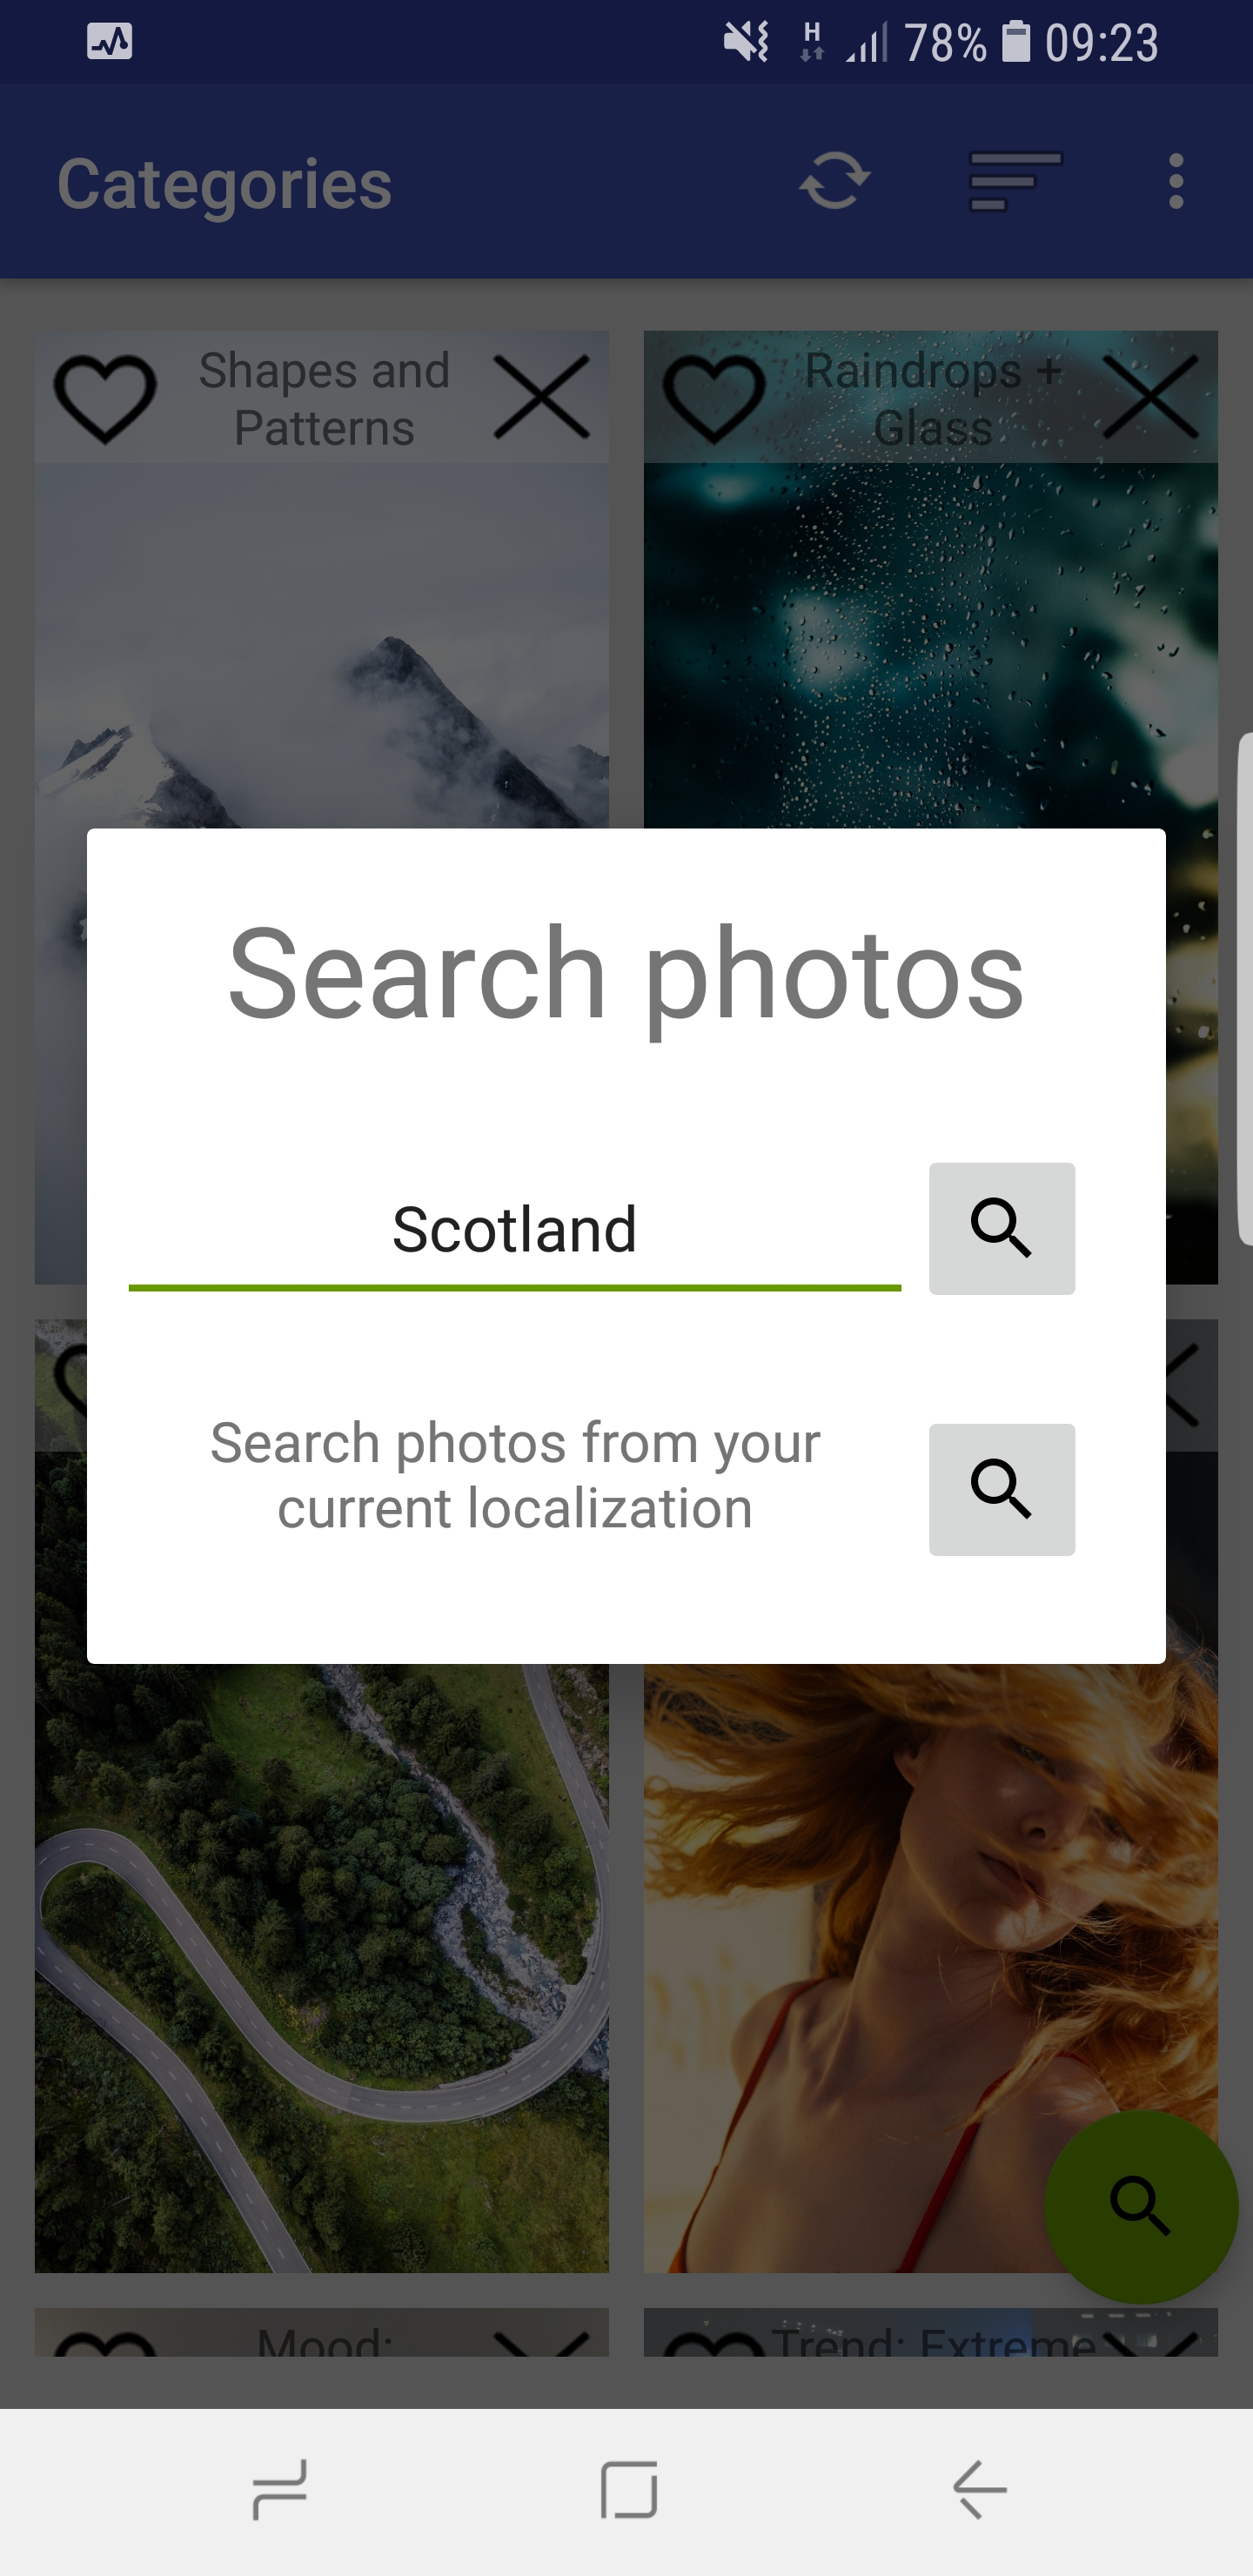 H 78% 09:23
Categories
Shapes and
Patterns
Raindrops +
Glass
Search photos
Scotland
Search photos from your
current localization
Mood:
Trend: Extreme